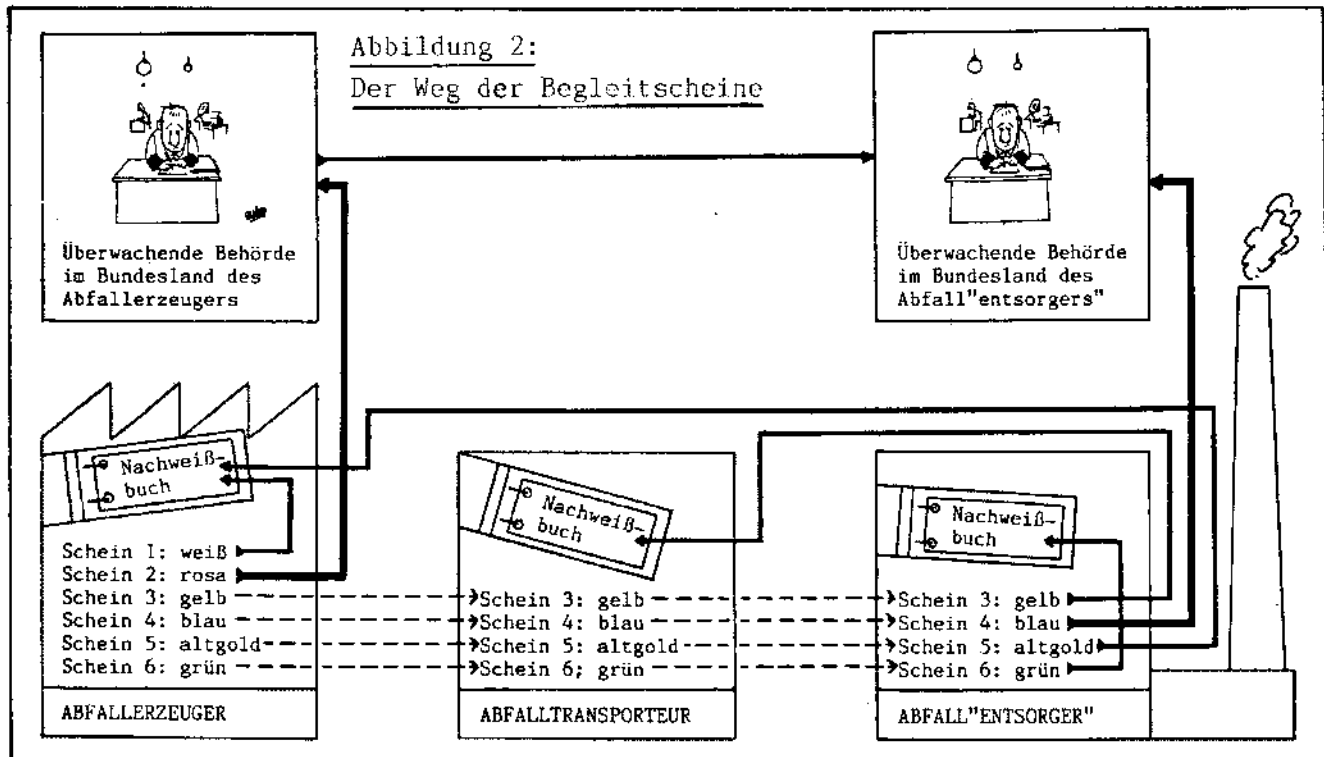 Abbildung 2:
Der Weg der Begleitscheine
Überwachende Behörde
im Bundesland des
Abfallerzeugers
Überwachende Behörde
im Bundesland des
Abfall"entsorgers"
Nachweiß-
buch
Schein 1: weiß
Schein 2: rosa
Schein 3: gelb
Schein 4: blau
Schein 5: altgold
Schein 6: grün
ABFALLERZEUGER
Nachweiß-
buch
Schein 3: gelb
Schein 4: blau
Schein 5: altgold
Schein 6; grün
ABFALLTRANSPORTEUR
Nachweiß-
buch
Schein 3: gelb
Schein 4: blau
Schein 5: altgold
Schein 6: grün
ABFALL"ENTSORGER"